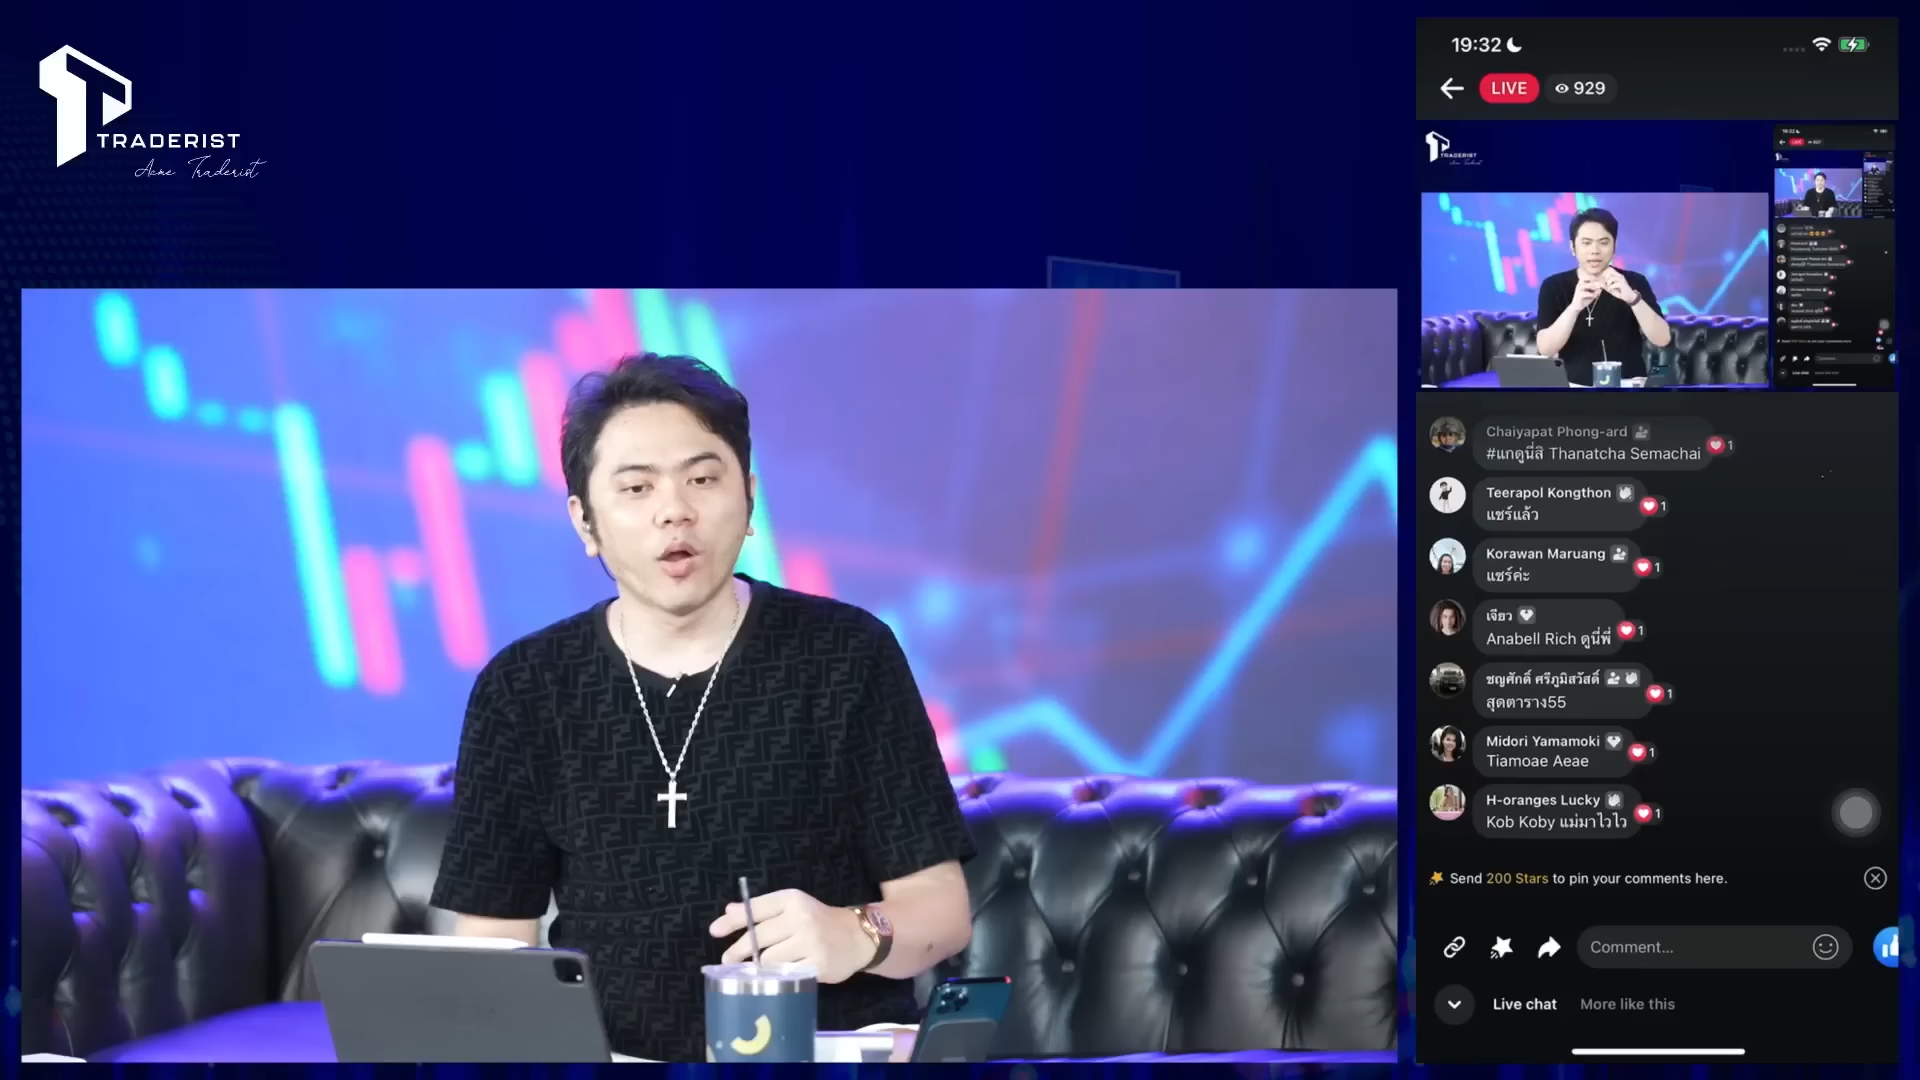 TRADERIST
Acme Traderist
19:32
LIVE
929
TRADERIST
Chaiyapat Phong-ard
#แกดูนี่สิ Thanatcha Semachai
1
Teerapol Kongthon
แชร์แล้ว
1
Korawan Maruang
แชร์ค่ะ
1
เจียว
Anabell Rich ดูนี่พี่
1
ชญศักดิ์ ศรีภูมิสวัสดิ์
สุดตาราง55
1
Midori Yamamoki
Tiamoae Aeae
1
H-oranges Lucky
Kob Koby แม่มาไวไว
1
Send 200 Stars to pin your comments here.
Comment...
Live chat
More like this